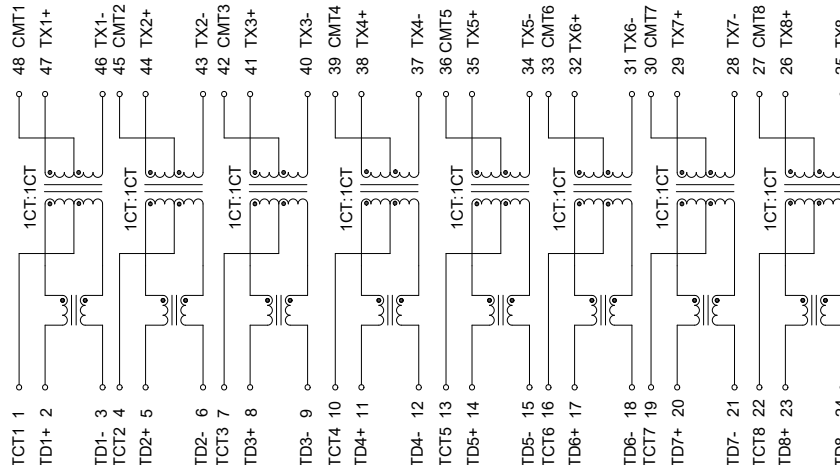 48 CMT1
47 TX1+
46 TX1-
45 CMT2
44 TX2+
43 TX2-
42 CMT3
41 TX3+
40 TX3-
39 CMT4
38 TX4+
37 TX4-
36 CMT5
35 TX5+
34 TX5-
33 CMT6
32 TX6+
31 TX6-
30 CMT7
29 TX7+
28 TX7-
27 CMT8
26 TX8+
1CT:1CT
1CT:1CT
1CT:1CT
1CT:1CT
1CT:1CT
1CT:1CT
1CT:1CT
1CT:1CT
TCT1 1
TD1+ 2
TD1- 3
TCT2 4
TD2+ 5
TD2- 6
TCT3 7
TD3+ 8
TD3- 9
TCT4 10
TD4+ 11
TD4- 12
TCT5 13
TD5+ 14
TD5- 15
TCT6 16
TD6+ 17
TD6- 18
TCT7 19
TD7+ 20
TD7- 21
TCT8 22
TD8+ 23